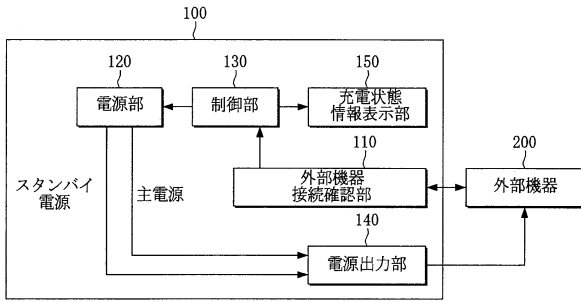 100
120
130
150
電源部
制御部
充電状態
情報表示部
110
200
外部機器
接続確認部
外部機器
スタンバイ
電源
主電源
140
電源出力部